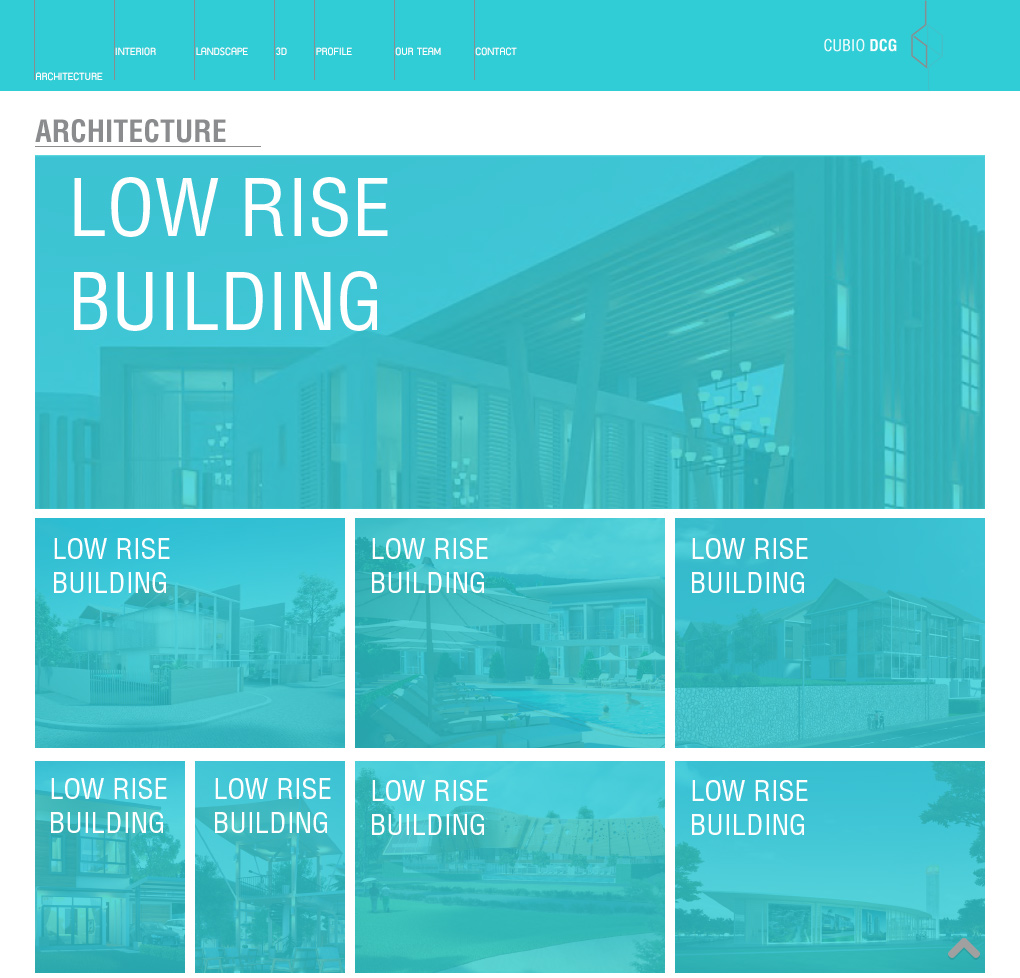 INTERIOR LANDSCAPE 3D PROFILE OUR TEAM CONTACT
CUBIO DCG
ARCHITECTURE
ARCHITECTURE
LOW RISE
BUILDING
LOW RISE
BUILDING
LOW RISE
BUILDING
LOW RISE
BUILDING
LOW RISE
BUILDING
LOW RISE
BUILDING
LOW RISE
BUILDING
LOW RISE
BUILDING